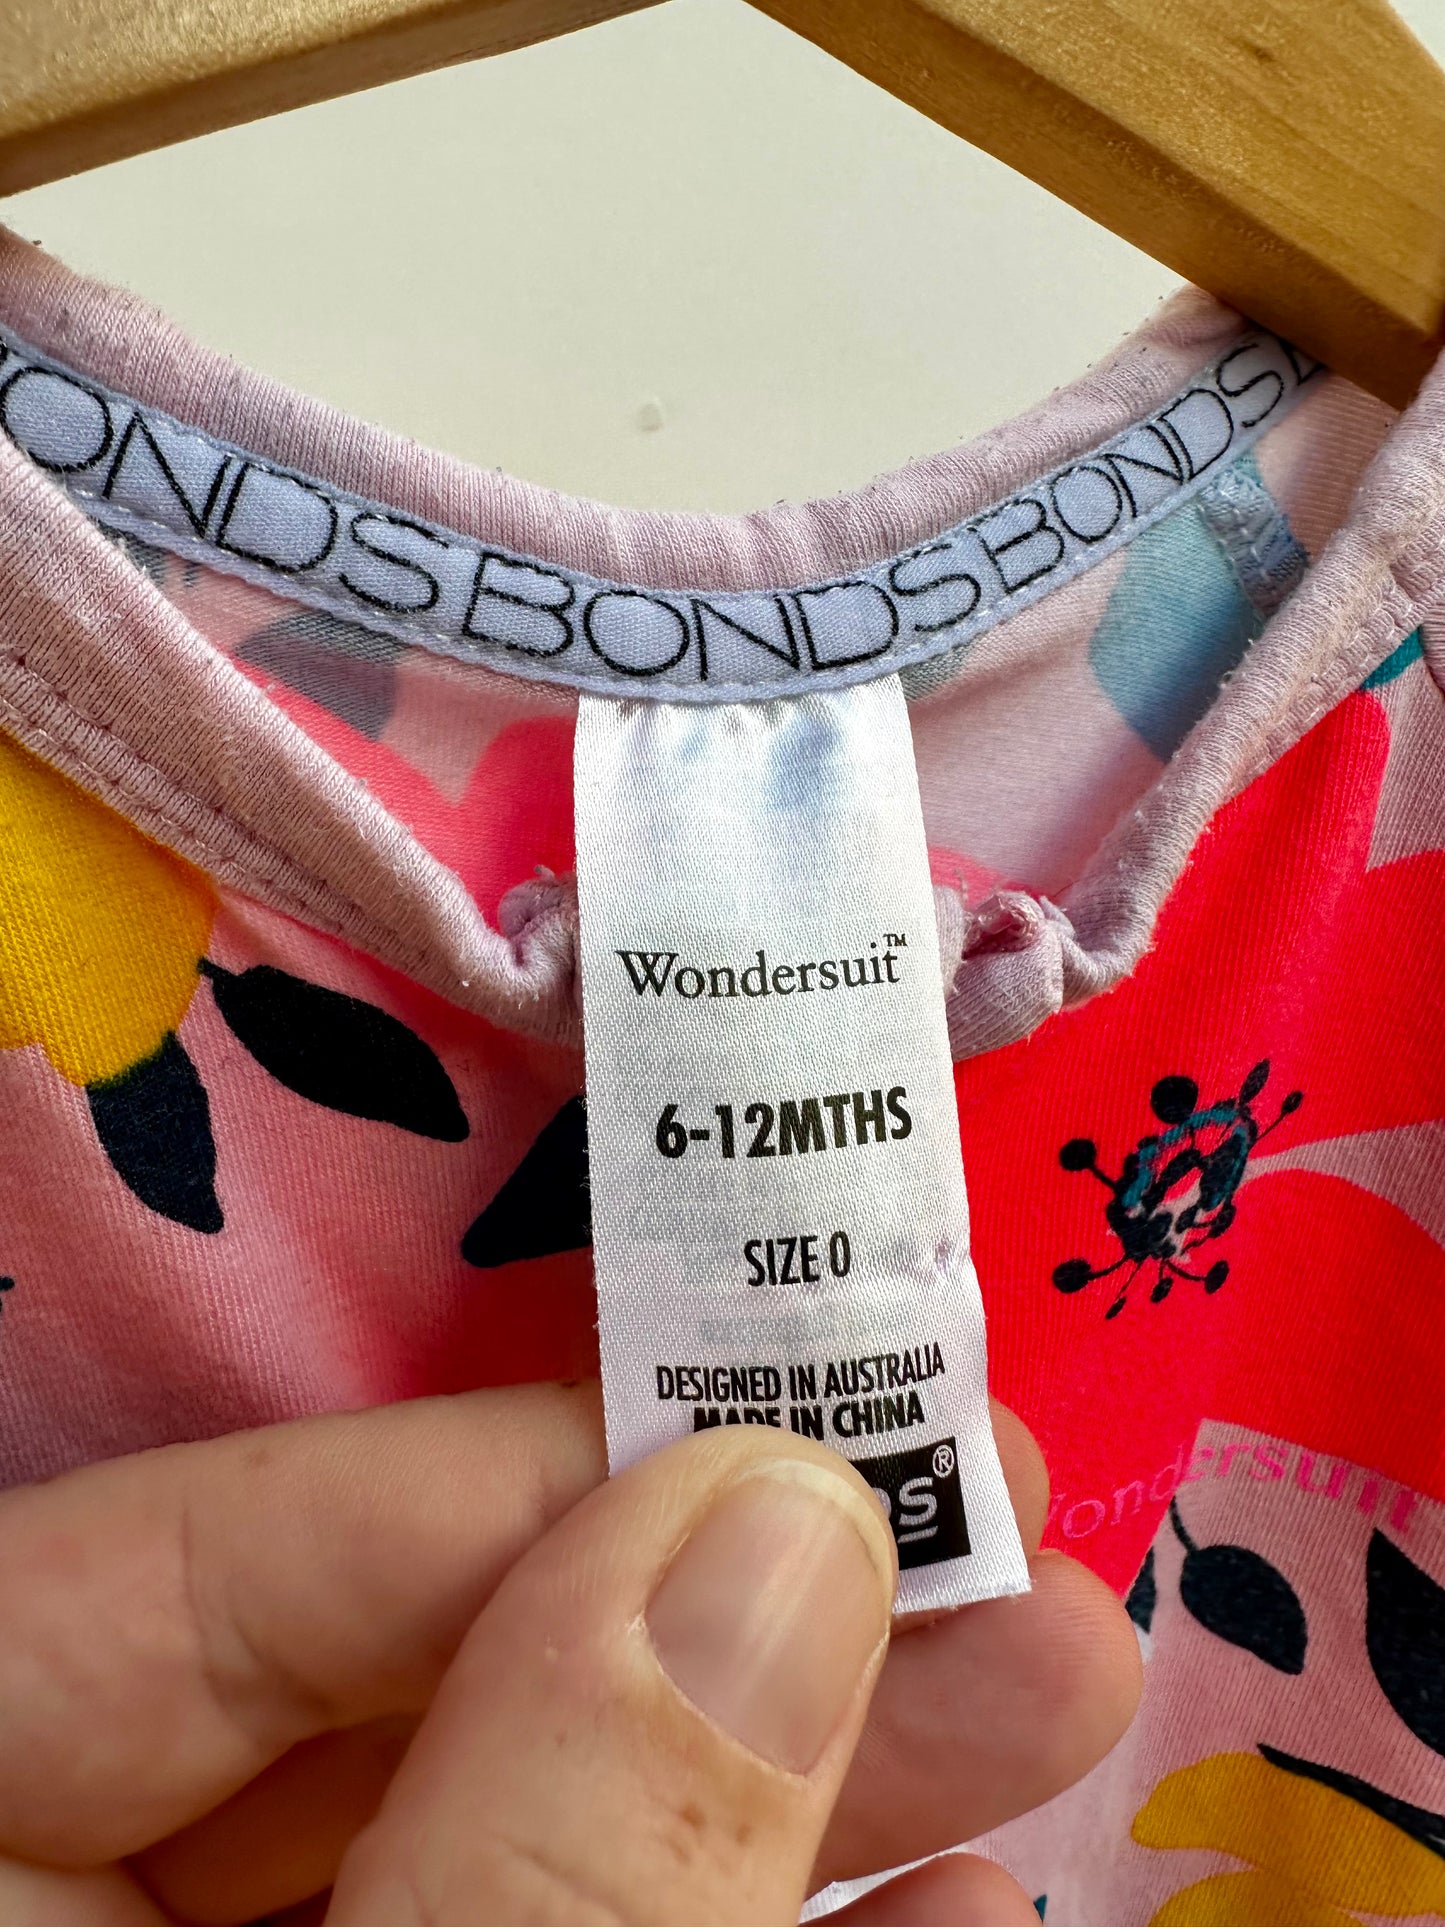 BONDSBONDSBONDS
Wondersuit™
6-12MTHS
SIZE 0
DESIGNED IN AUSTRALIA
MADE IN CHINA
Wondersuit